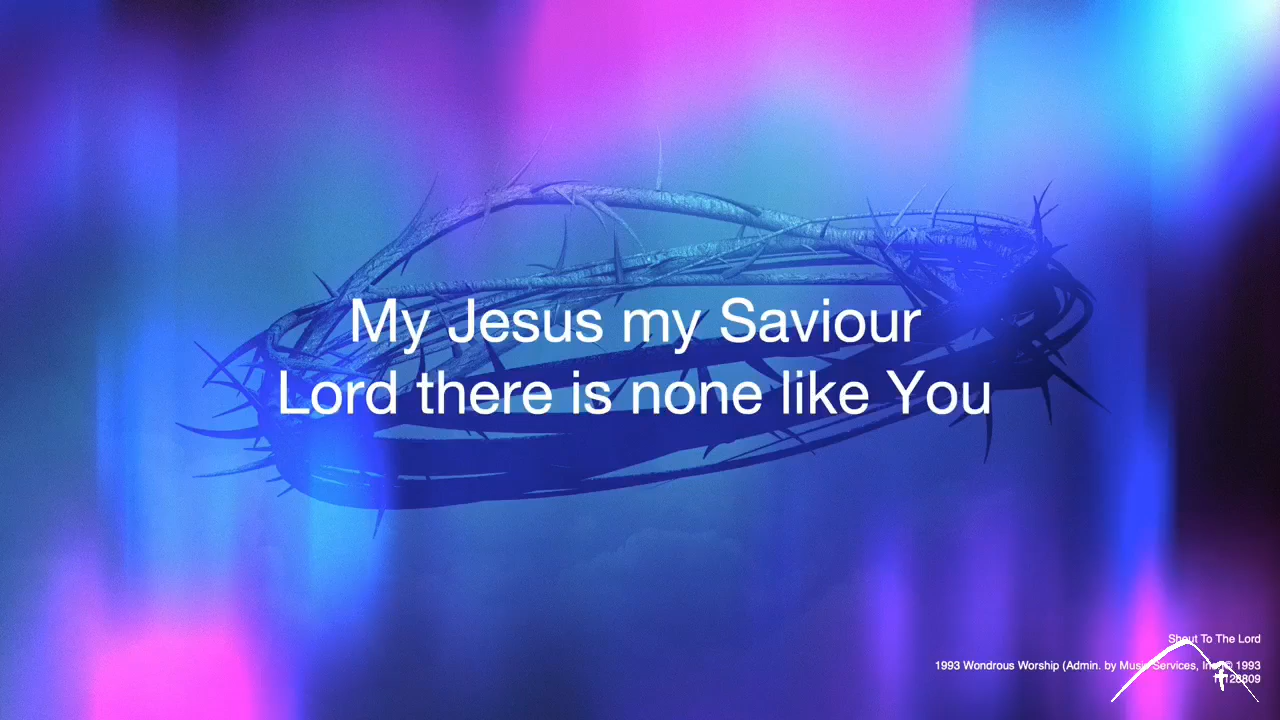 My Jesus my Saviour
Lord there is none like You
Shout To The Lord
1993 Wondrous Worship (Admin. by Music Services, Inc.) © 1993